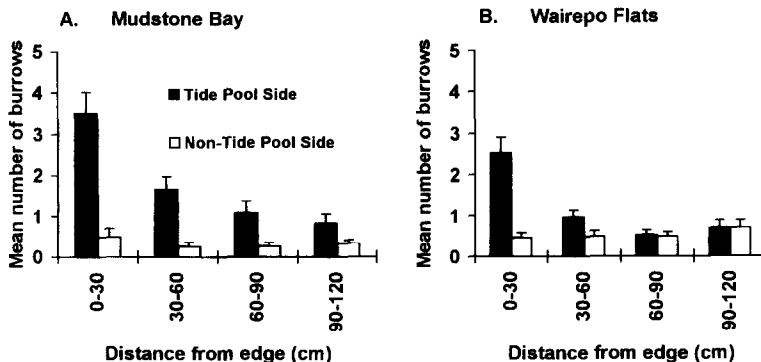 A. Mudstone Bay
Mean number of burrows
5
4
3
2
1
0
Tide Pool Side
Non-Tide Pool Side
0-30
30-60
60-90
90-120
Distance from edge (cm)
B. Wairepo Flats
Mean number of burrows
5
4
3
2
1
0
0-30
30-60
60-90
90-120
Distance from edge (cm)